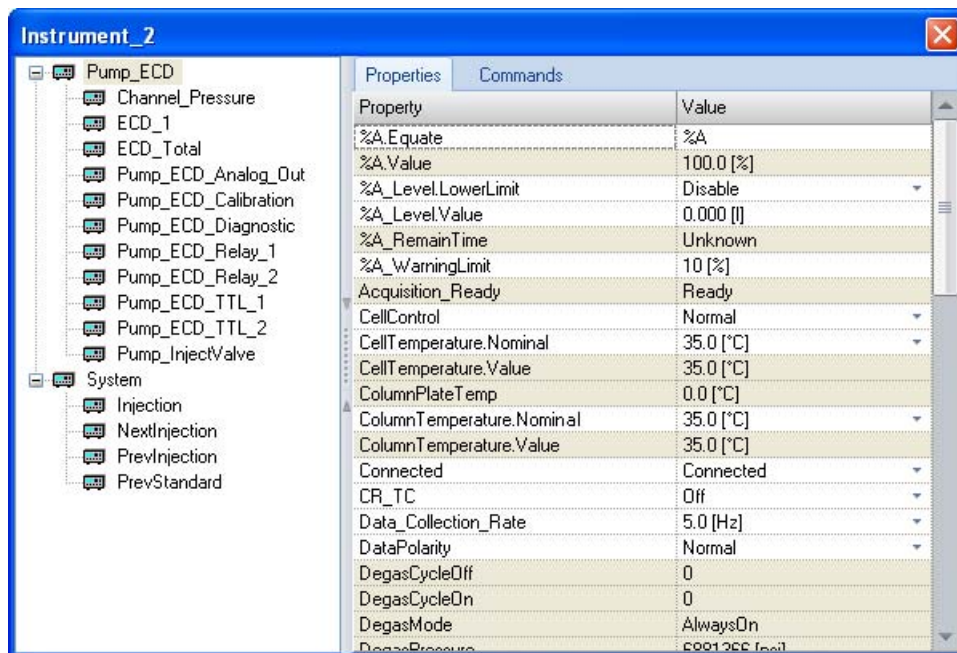 Instrument_2
Pump_ECD
Channel_Pressure
ECD_1
ECD_Total
Pump_ECD_Analog_Out
Pump_ECD_Calibration
Pump_ECD_Diagnostic
Pump_ECD_Relay_1
Pump_ECD_Relay_2
Pump_ECD_TTL_1
Pump_ECD_TTL_2
Pump_InjectValve
System
Injection
NextInjection
PrevInjection
PrevStandard
Properties Commands
Property Value
%A.Equate %A
%A.Value 100.0 [%]
%A_Level.LowerLimit Disable
%A_Level.Value 0.000 [l]
%A_RemainTime Unknown
%A_WarningLimit 10 [%]
Acquisition_Ready Ready
CellControl Normal
CellTemperature.Nominal 35.0 [°C]
CellTemperature.Value 35.0 [°C]
ColumnPlateTemp 0.0 [°C]
ColumnTemperature.Nominal 35.0 [°C]
ColumnTemperature.Value 35.0 [°C]
Connected Connected
CR_TC Off
Data_Collection_Rate 5.0 [Hz]
DataPolarity Normal
DegasCycleOff 0
DegasCycleOn 0
DegasMode AlwaysOn
DegasPressure